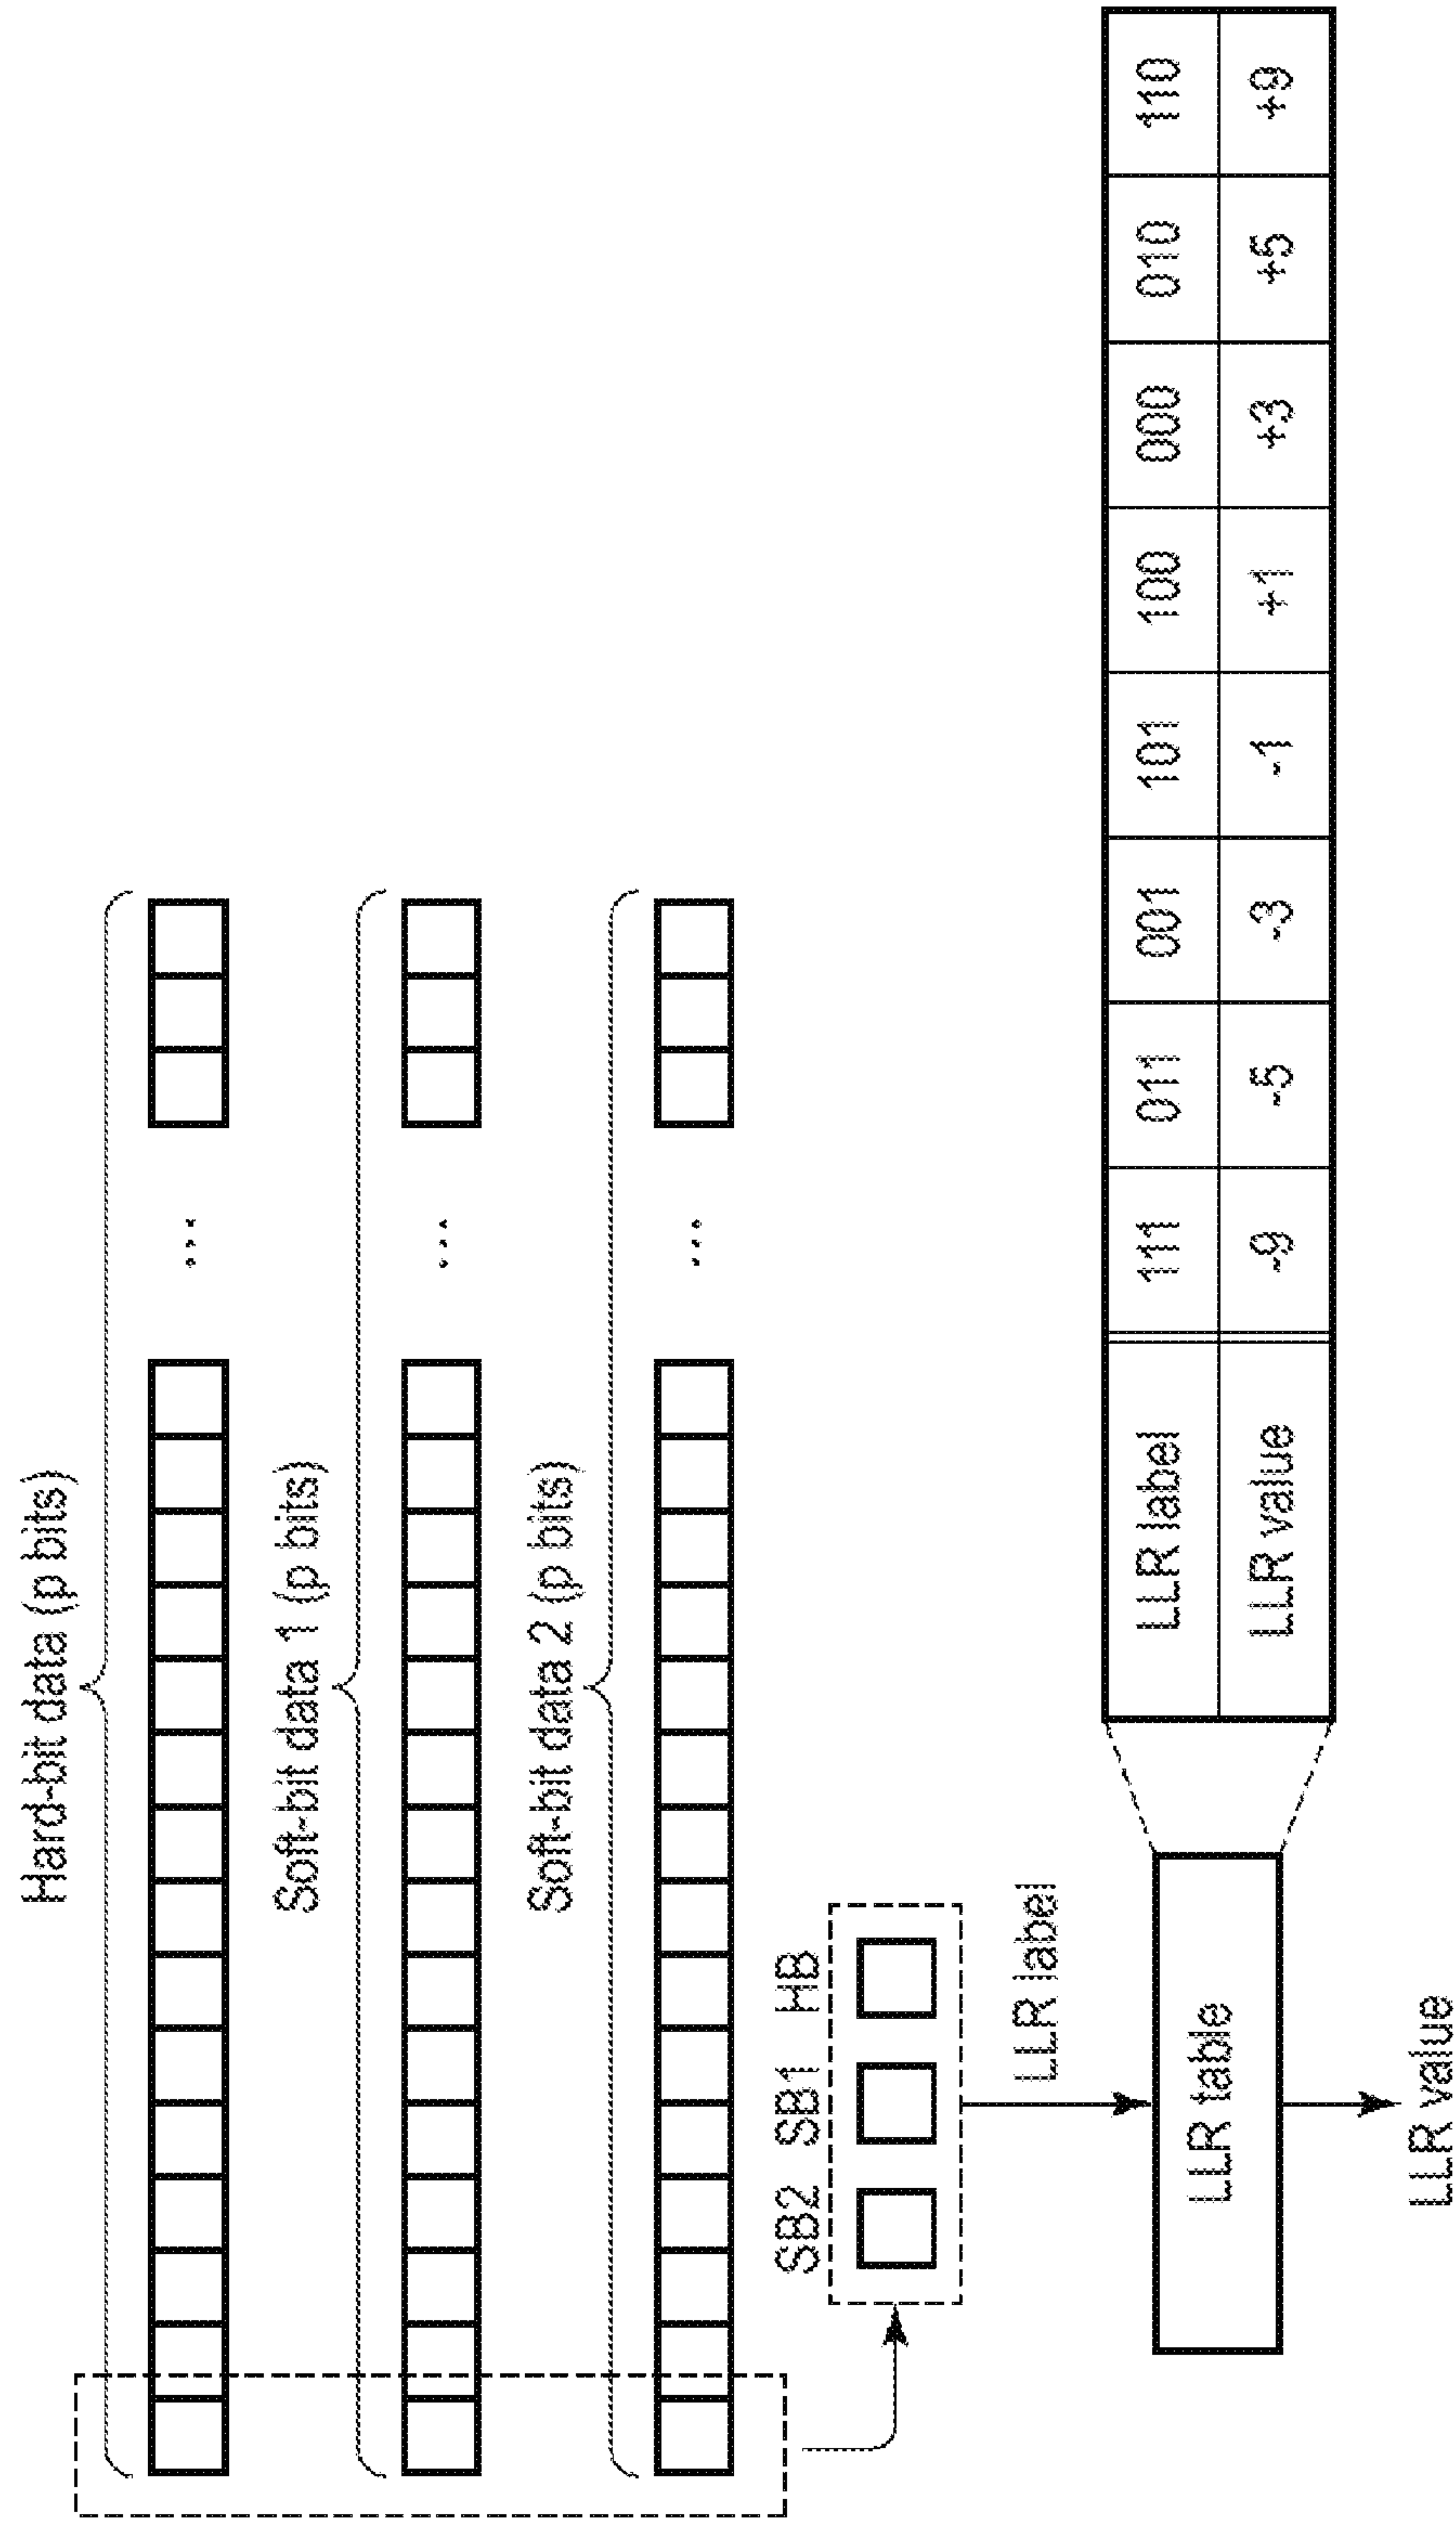 Hard-bit data (p bits)
...
Soft-bit data 1 (p bits)
...
Soft-bit data 2 (p bits)
...
SB2 SB1 HB
LLR label
LLR table
LLR value
LLR label 111 011 001 101 100 000 010 110
LLR value -9 -5 -3 -1 +1 +3 +5 +9